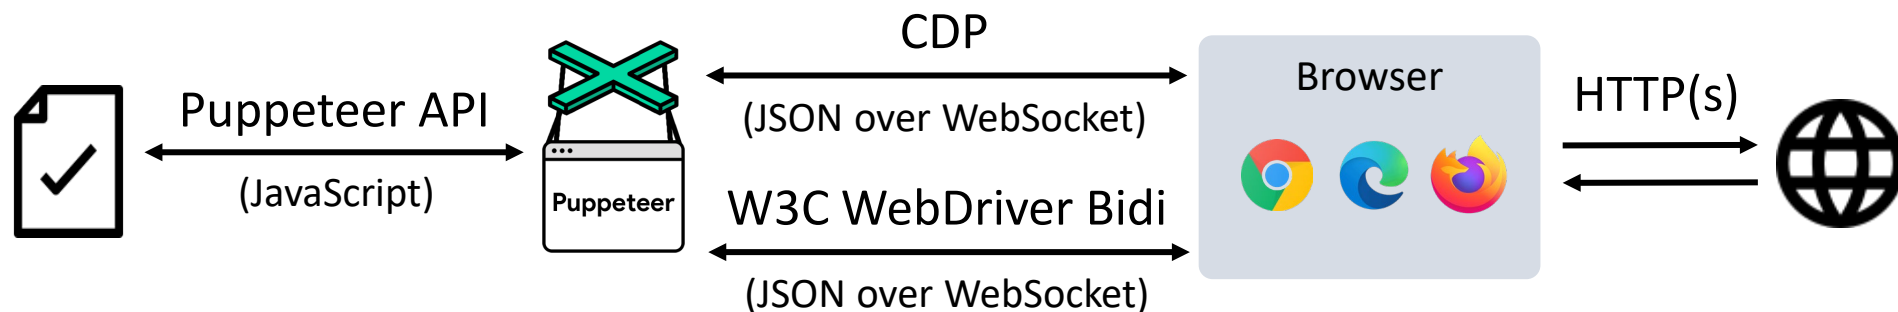 Puppeteer API
(JavaScript)
Puppeteer
CDP
(JSON over WebSocket)
W3C WebDriver Bidi
(JSON over WebSocket)
Browser
HTTP(s)